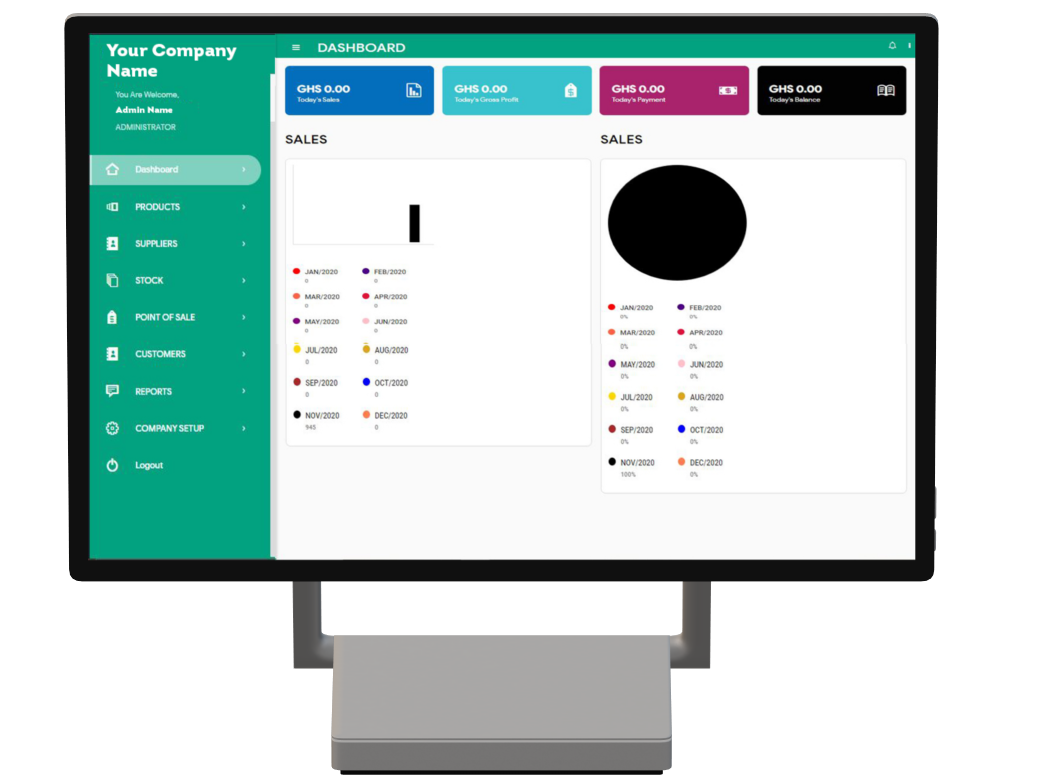 Your Company
Name
You Are Welcome,
Admin Name
ADMINISTRATOR
Dashboard
PRODUCTS
SUPPLIERS
STOCK
POINT OF SALE
CUSTOMERS
REPORTS
COMPANY SETUP
Logout
DASHBOARD
GHS 0.00
Today's Sales
GHS 0.00
Today's Gross Profit
GHS 0.00
Today's Payment
GHS 0.00
Today's Balance
SALES
JAN/2020 FEB/2020
0 0
MAR/2020 APR/2020
0 0
MAY/2020 JUN/2020
0 0
JUL/2020 AUG/2020
0 0
SEP/2020 OCT/2020
0 0
NOV/2020 DEC/2020
945 0
SALES
JAN/2020 FEB/2020
0% 0%
MAR/2020 APR/2020
0% 0%
MAY/2020 JUN/2020
0% 0%
JUL/2020 AUG/2020
0% 0%
SEP/2020 OCT/2020
0% 0%
NOV/2020 DEC/2020
100% 0%